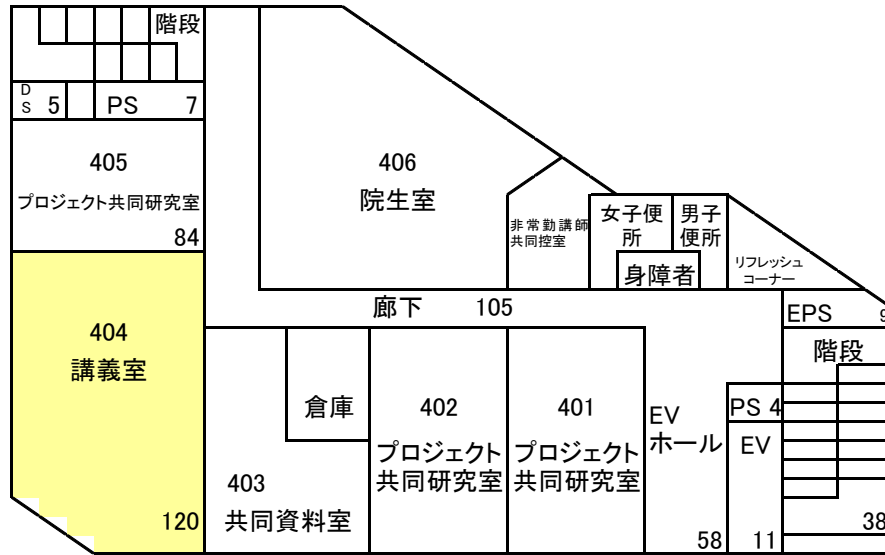 階段
DS 5
PS 7
405
プロジェクト共同研究室
84
406
院生室
非常勤講師
共同控室
女子便所
男子便所
身障者
リフレッシュ
コーナー
廊下 105
EPS 9
404
講義室
120
倉庫
403
共同資料室
402
プロジェクト
共同研究室
401
プロジェクト
共同研究室
EV
ホール
58
階段
PS 4
EV
11
38